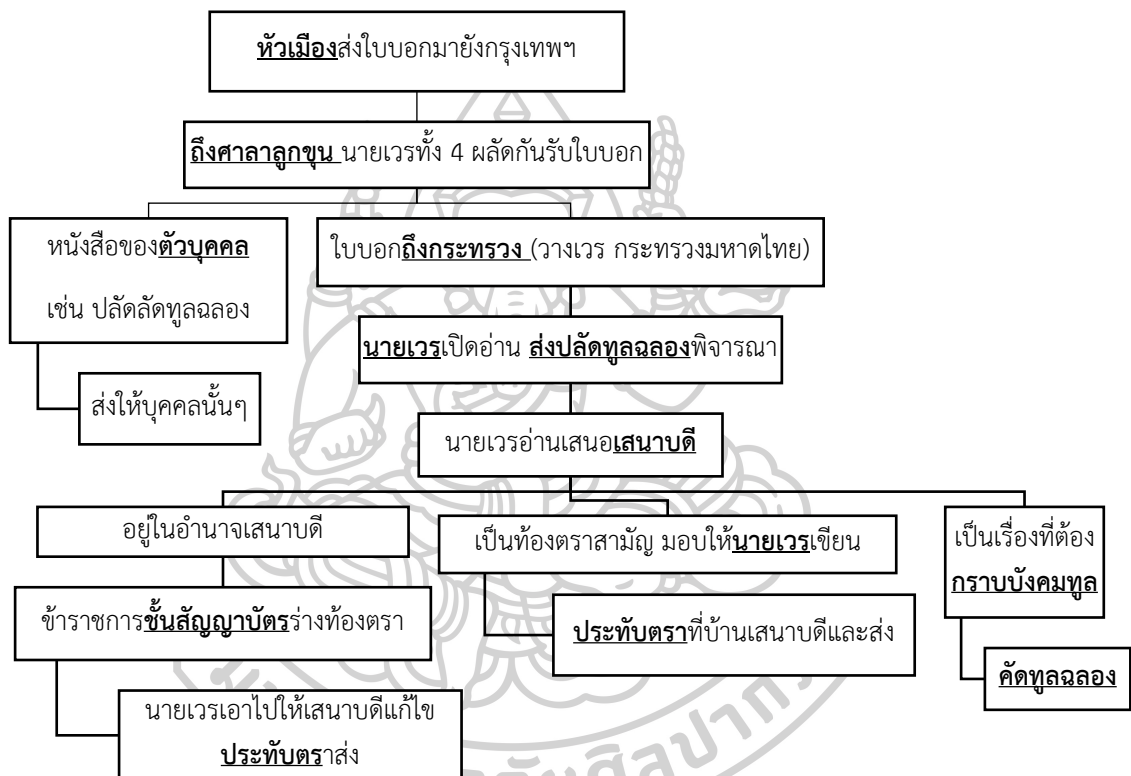 หัวเมืองส่งใบบอกมายังกรุงเทพฯ
ถึงศาลาลูกขุน นายเวรทั้ง 4 ผลัดกันรับใบบอก
หนังสือของตัวบุคคล
เช่น ปลัดลัดทูลฉลอง
ใบบอกถึงกระทรวง (วางเวร กระทรวงมหาดไทย)
นายเวรเปิดอ่าน ส่งปลัดทูลฉลองพิจารณา
ส่งให้บุคคลนั้นๆ
นายเวรอ่านเสนอเสนาบดี
อยู่ในอำนาจเสนาบดี
เป็นท้องตราสามัญ มอบให้นายเวรเขียน
เป็นเรื่องที่ต้อง
กราบบังคมทูล
ข้าราชการชั้นสัญญาบัตรร่างท้องตรา
ประทับตราที่บ้านเสนาบดีและส่ง
คัดทูลฉลอง
นายเวรเอาไปให้เสนาบดีแก้ไข
ประทับตราส่ง